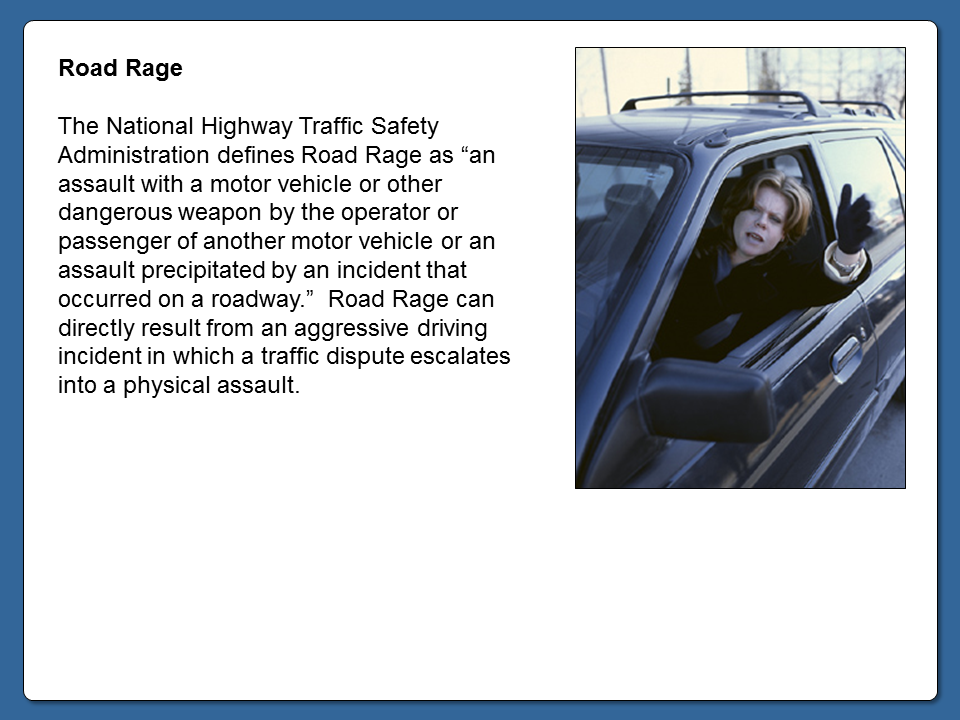 Road Rage
The National Highway Traffic Safety
Administration defines Road Rage as “an
assault with a motor vehicle or other
dangerous weapon by the operator or
passenger of another motor vehicle or an
assault precipitated by an incident that
occurred on a roadway.”  Road Rage can
directly result from an aggressive driving
incident in which a traffic dispute escalates
into a physical assault.